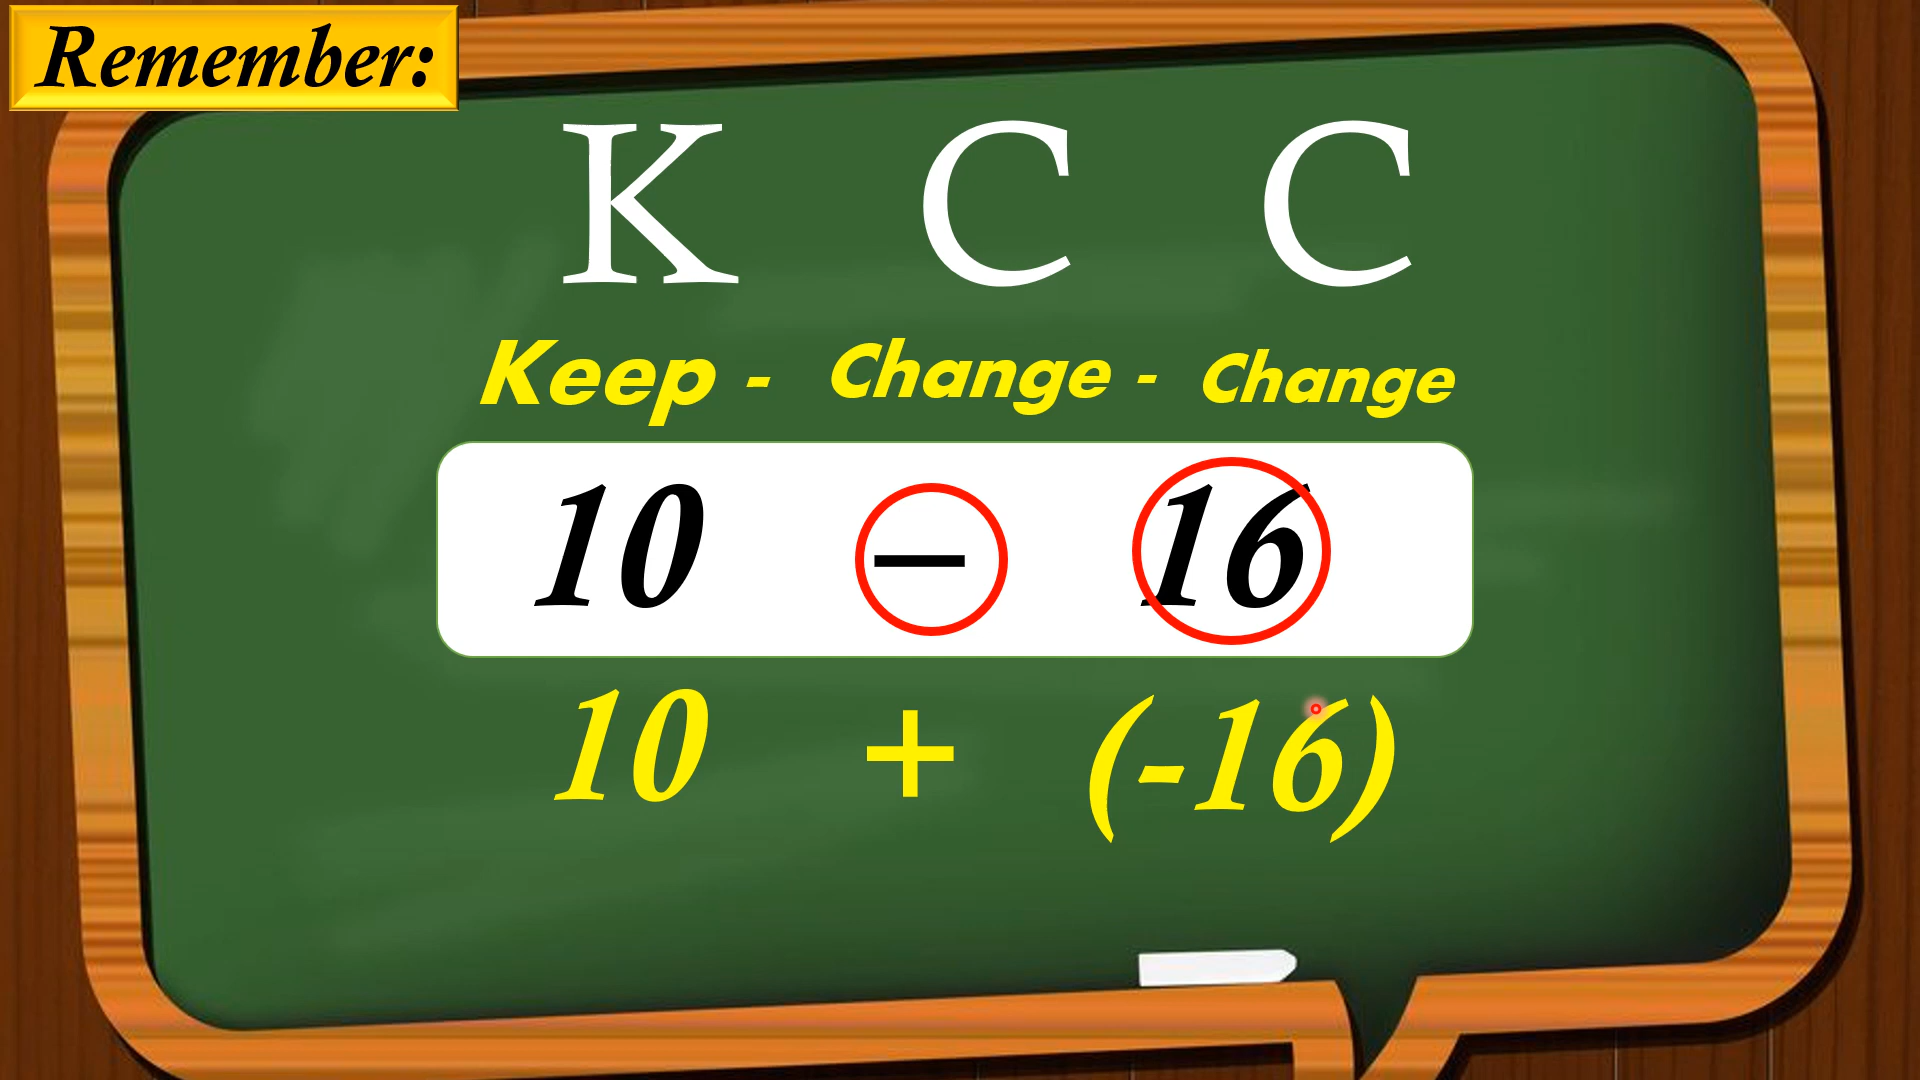 Remember:
K C C
Keep - Change - Change
10 – 16
10 + (-16)